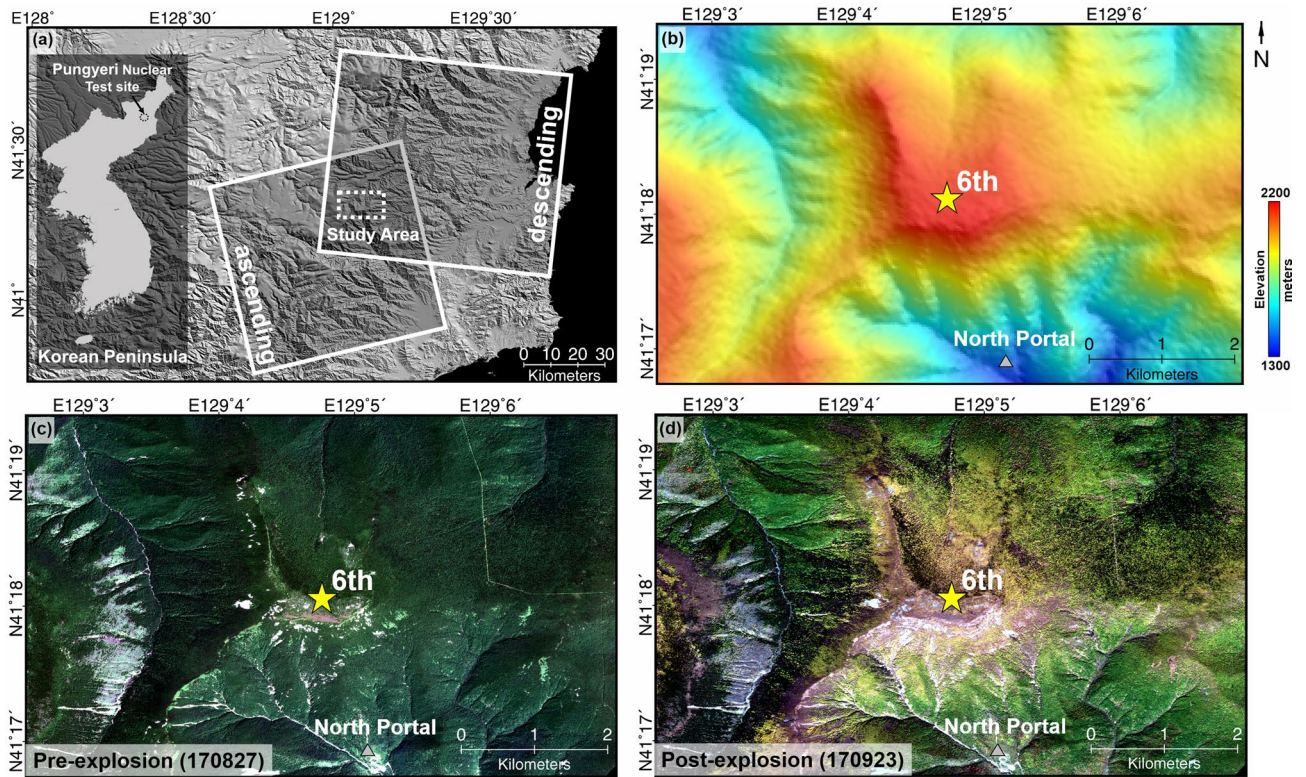 E128°
E128°30′
E129°
E129°30′
(a)
Pungyeri Nuclear
Test site
N41°30′
N41°
descending
Study Area
ascending
Korean Peninsula
0 10 20 30
Kilometers
E129°3′
E129°4′
E129°5′
E129°6′
(b)
N
N41°19′
N41°18′
N41°17′
6th
North Portal
0 1 2
Kilometers
2200
Elevation
meters
1300
E129°3′
E129°4′
E129°5′
E129°6′
(c)
N41°19′
N41°18′
N41°17′
6th
North Portal
0 1 2
Kilometers
Pre-explosion (170827)
E129°3′
E129°4′
E129°5′
E129°6′
(d)
N41°19′
N41°18′
N41°17′
6th
North Portal
0 1 2
Kilometers
Post-explosion (170923)